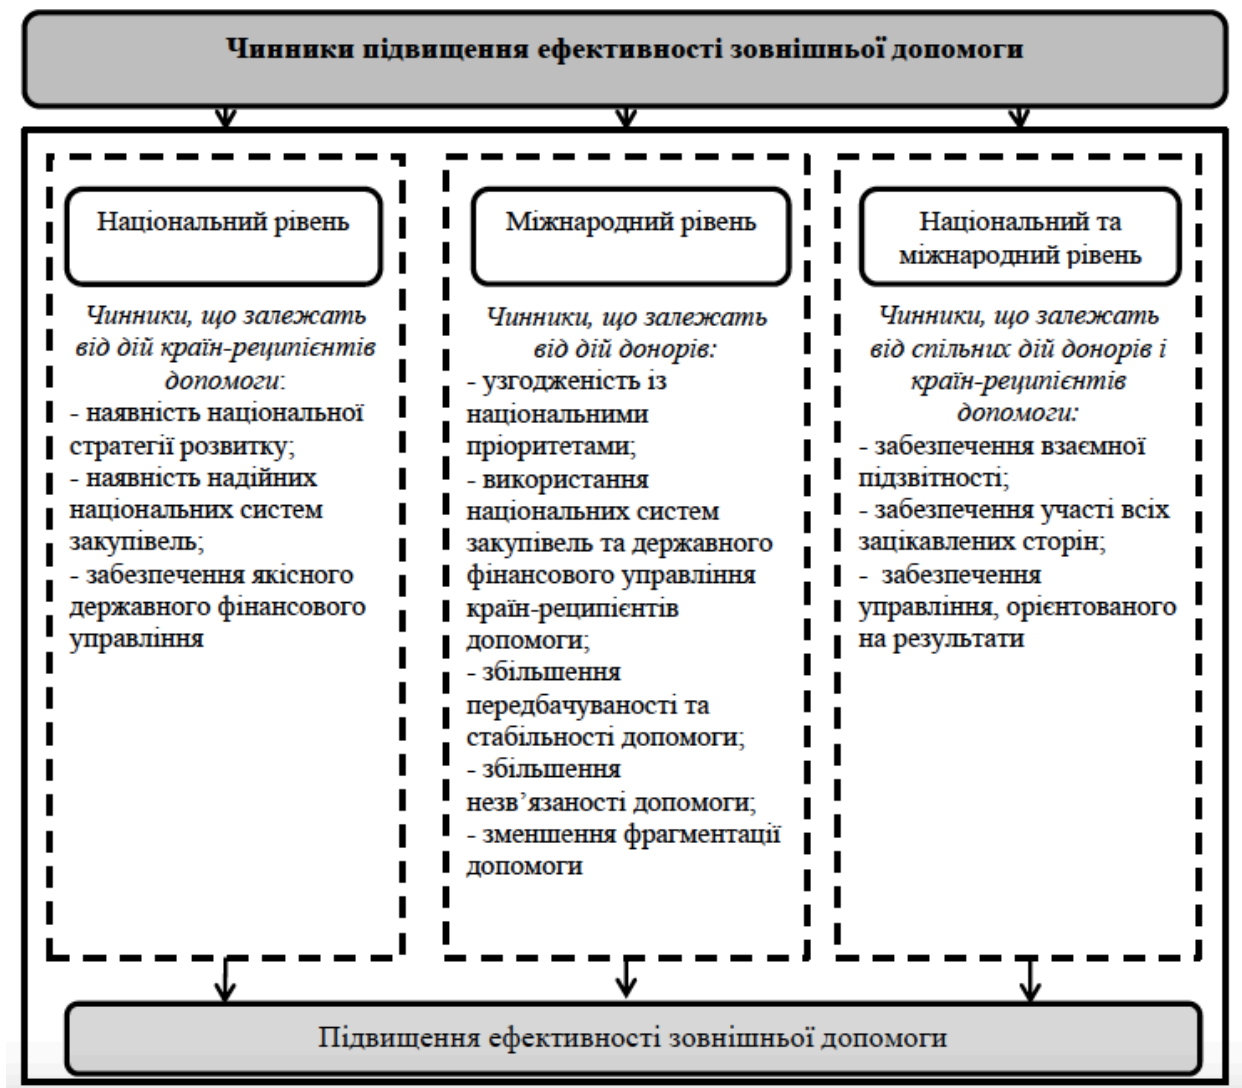 Чинники підвищення ефективності зовнішньої допомоги
Національний рівень
Чинники, що залежать
від дій країн-реципієнтів
допомоги:
- наявність національної
стратегії розвитку;
- наявність надійних
національних систем
закупівель;
- забезпечення якісного
державного фінансового
управління
Міжнародний рівень
Чинники, що залежать
від дій донорів:
- узгодженість із
національними
пріоритетами;
- використання
національних систем
закупівель та державного
фінансового управління
країн-реципієнтів
допомоги;
- збільшення
передбачуваності та
стабільності допомоги;
- збільшення
незв’язаності допомоги;
- зменшення фрагментації
допомоги
Національний та
міжнародний рівень
Чинники, що залежать
від спільних дій донорів і
країн-реципієнтів
допомоги:
- забезпечення взаємної
підзвітності;
- забезпечення участі всіх
зацікавлених сторін;
- забезпечення
управління, орієнтованого
на результати
Підвищення ефективності зовнішньої допомоги